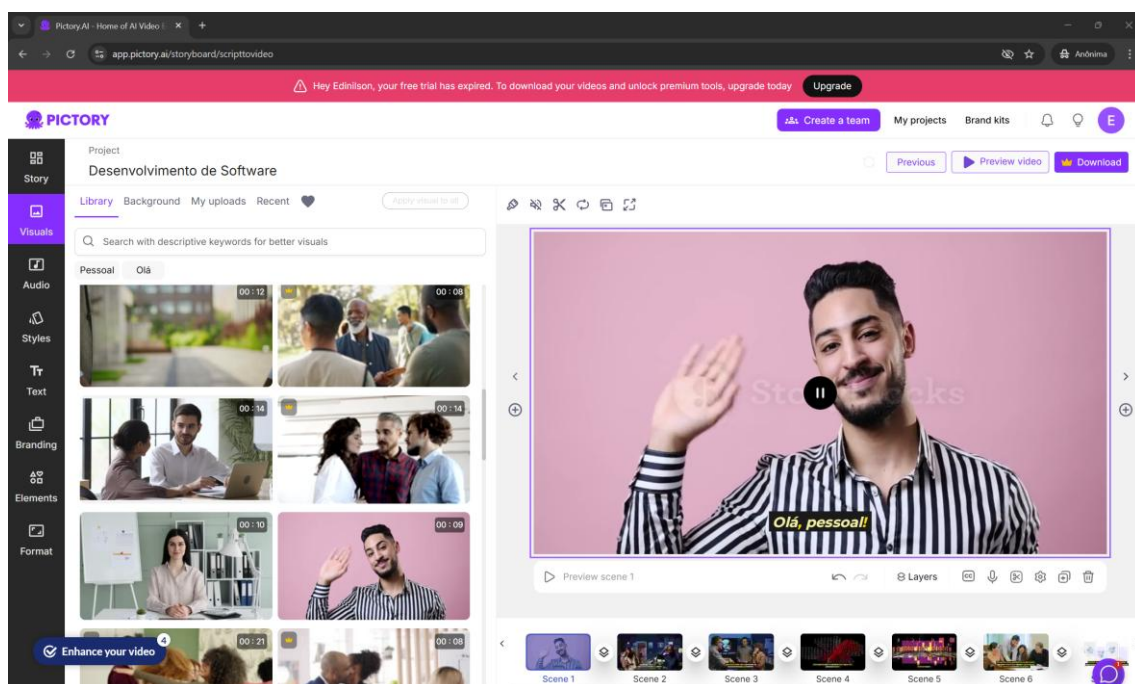 Pictory.AI - Home of AI Video E
app.pictory.ai/storyboard/scripttovideo
Anônima
Hey Edinilson, your free trial has expired. To download your videos and unlock premium tools, upgrade today
Upgrade
PICTORY
Create a team
My projects
Brand kits
E
Project
Desenvolvimento de Software
Previous
Preview video
Download
Story
Visuals
Audio
Styles
Text
Branding
Elements
Format
Library
Background
My uploads
Recent
Apply visual to all
Search with descriptive keywords for better visuals
Pessoal
Olá
00:12
00:08
00:14
00:14
00:10
00:09
00:21
00:08
Enhance your video
4
Olá, pessoal!
Preview scene 1
Layers
CC
Scene 1
Scene 2
Scene 3
Scene 4
Scene 5
Scene 6